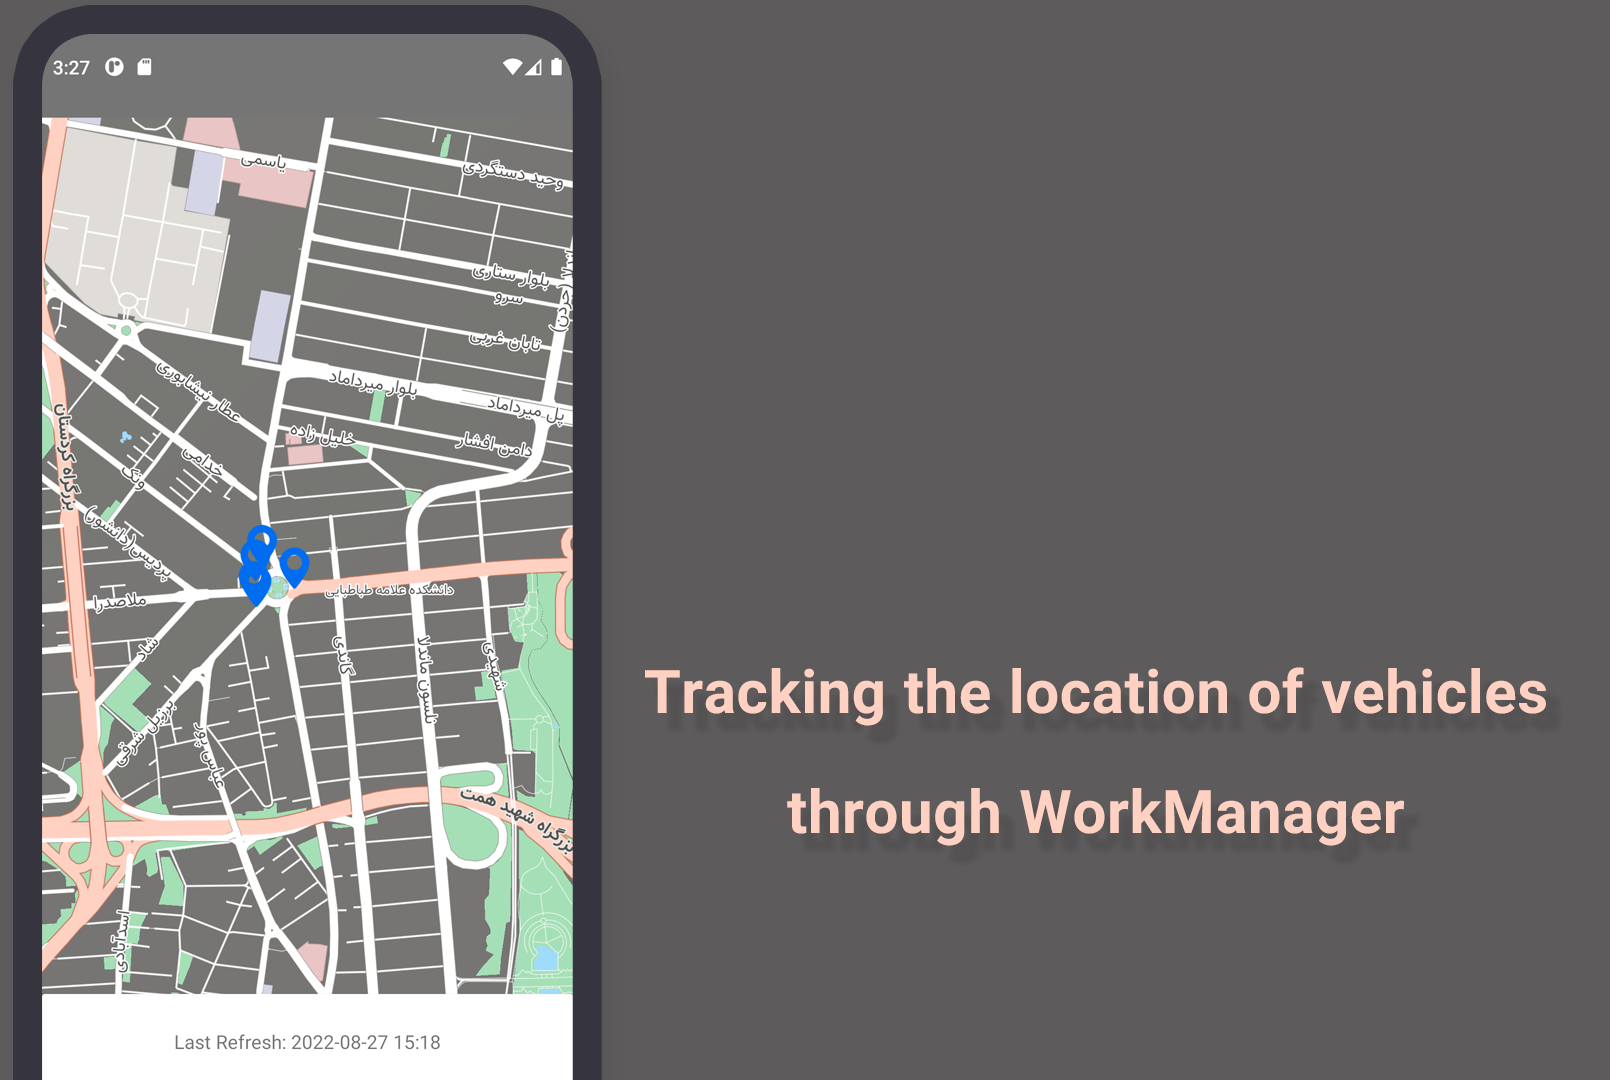 3:27
یاسمی
وحید دستگردی
بلوار ستاری
سرو
(جردن)
تابان غربی
بلوار میرداماد
پل میرداماد
عطار نیشابوری
خلیل زاده
دامن افشار
بزرگراه کردستان
خدامی
ونک
پردیس(دانشور)
ملاصدرا
دانشکده علامه طباطبایی
شاد
گاندی
نلسون ماندلا
شهیدی
برزیل شرقی
عباس پور
بزرگراه شهید همت
اسدآبادی
Last Refresh: 2022-08-27 15:18
Tracking the location of vehicles
through WorkManager